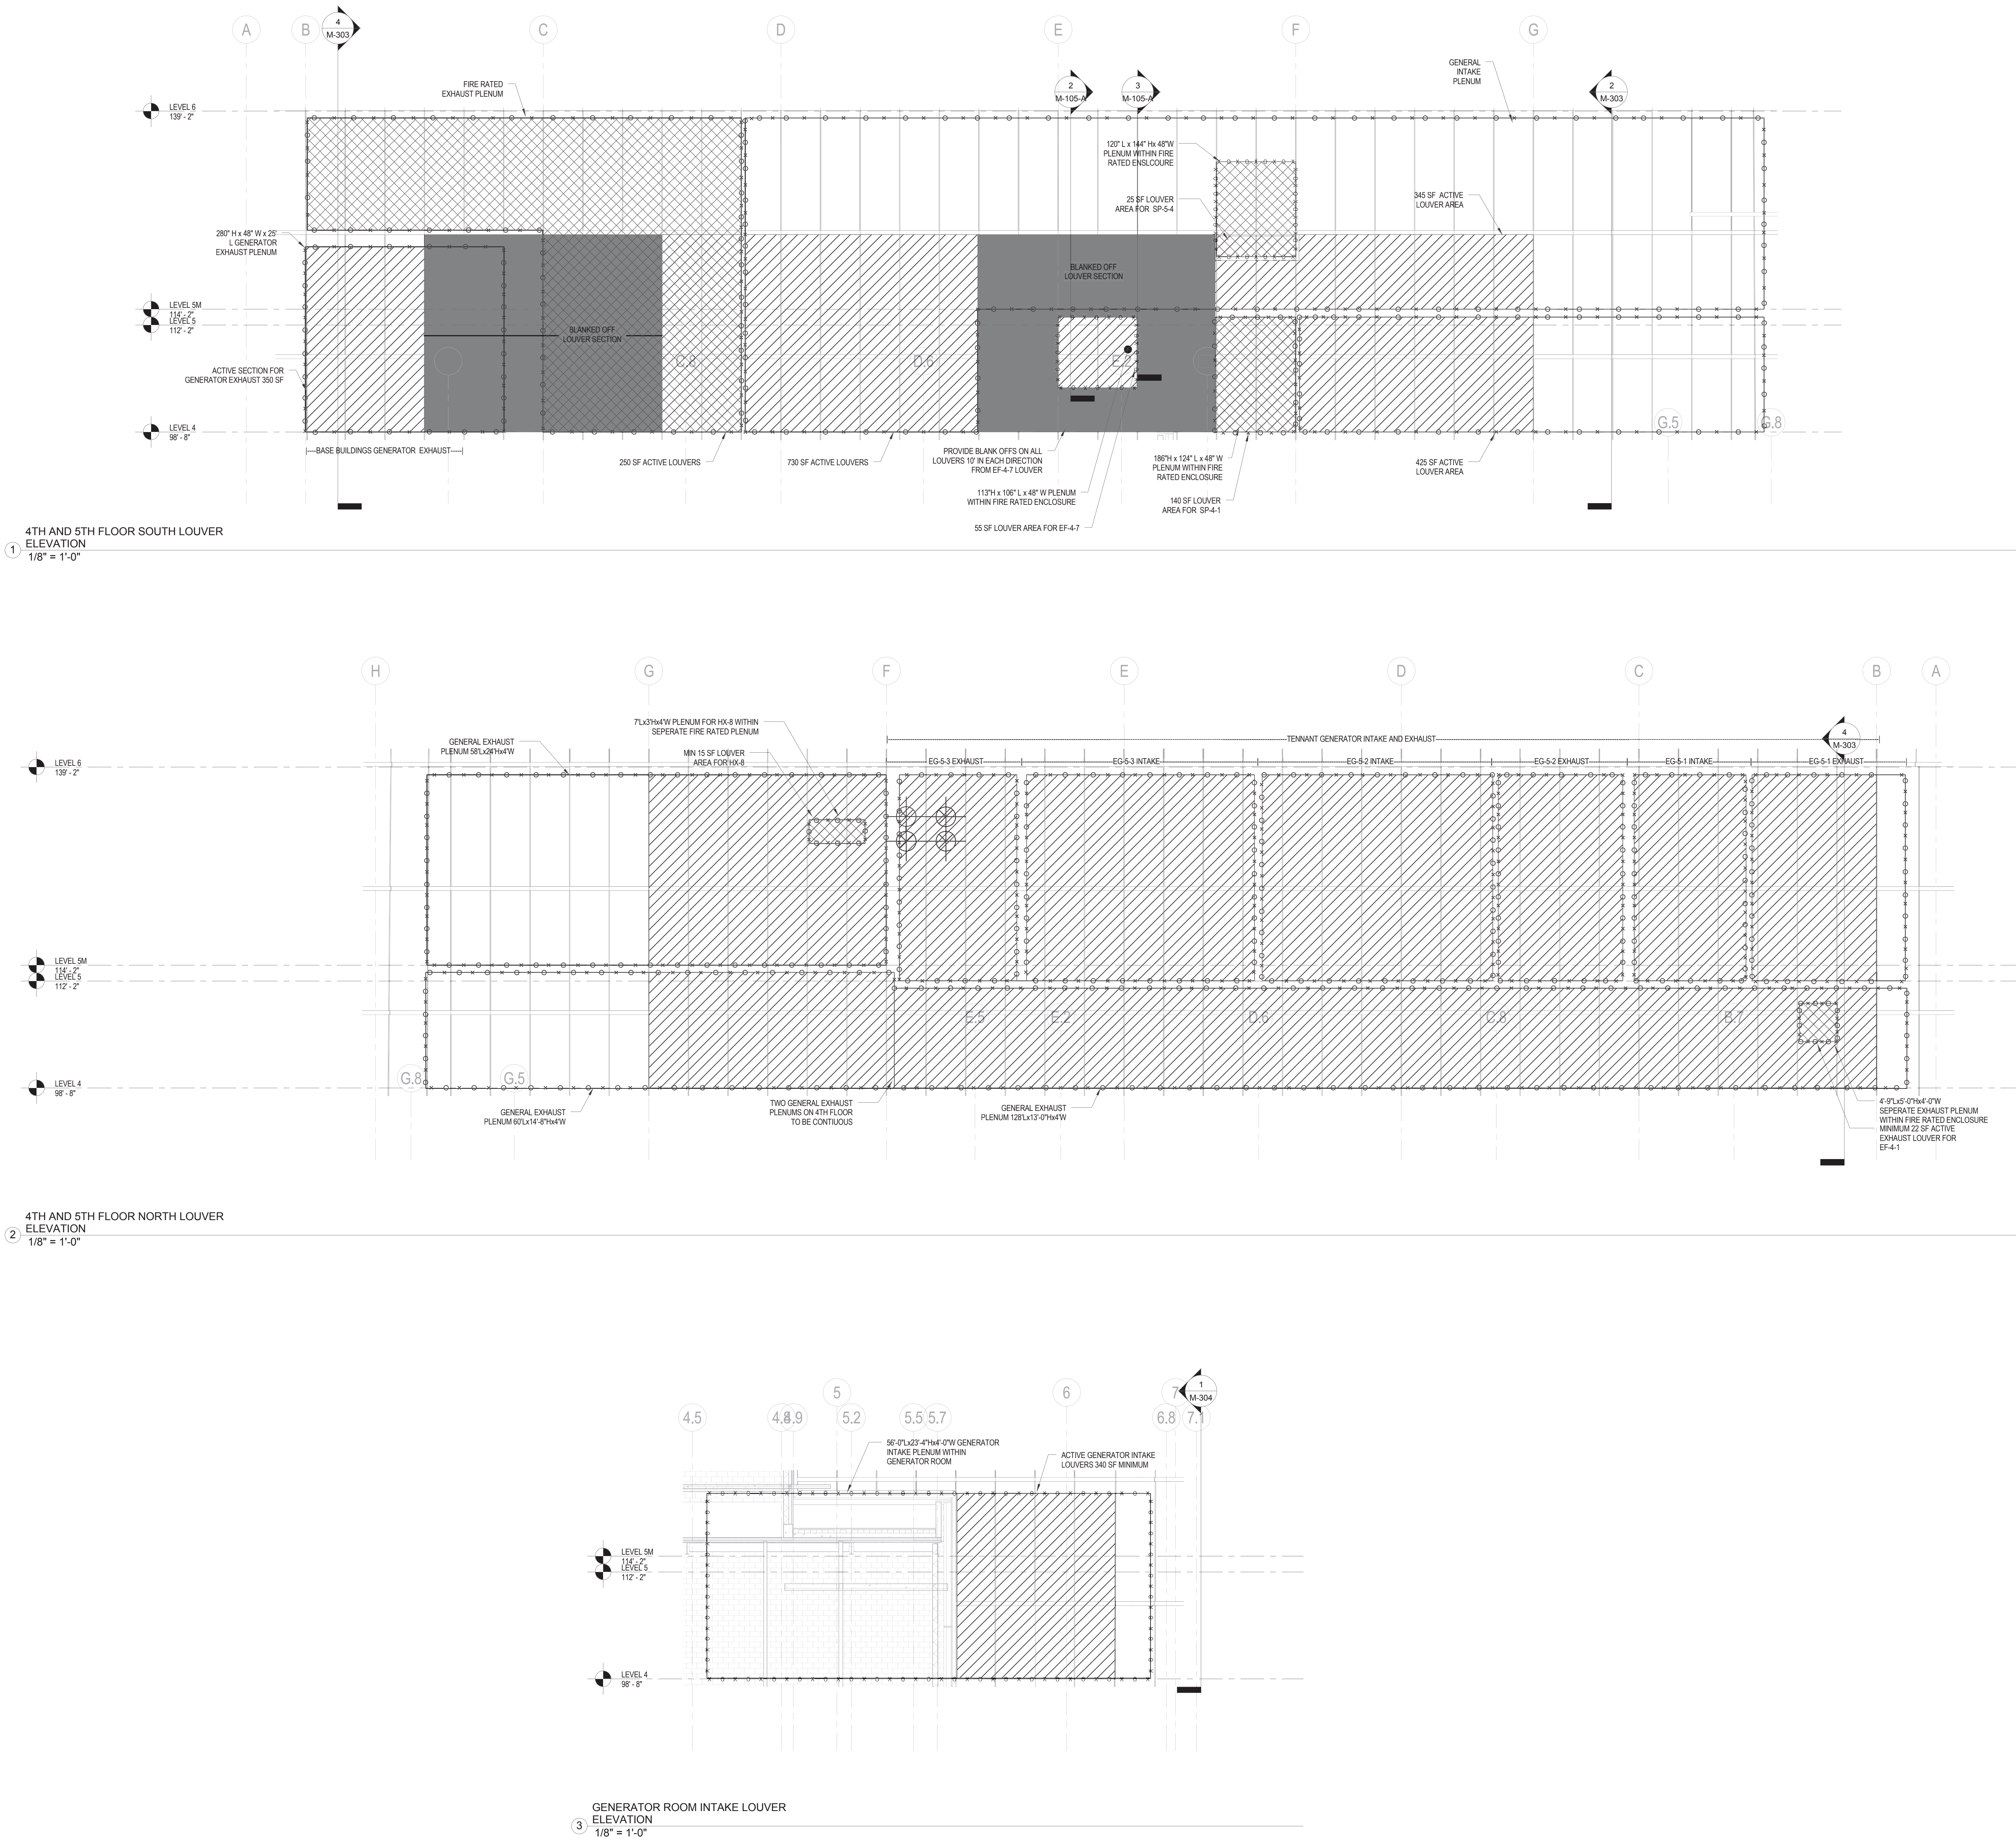 A
B
4
M-303
C
D
E
F
G
FIRE RATED
EXHAUST PLENUM
2
M-105-A
3
M-105-A
GENERAL
INTAKE
PLENUM
2
M-303
LEVEL 6
139' - 2"
120" L x 144" Hx 48"W
PLENUM WITHIN FIRE
RATED ENSLCOURE
25 SF LOUVER
AREA FOR SP-5-4
345 SF ACTIVE
LOUVER AREA
280" H x 48" W x 25'
L GENERATOR
EXHAUST PLENUM
BLANKED OFF
LOUVER SECTION
LEVEL 5M
114' - 2"
LEVEL 5
112' - 2"
BLANKED OFF
LOUVER SECTION
C.8
D.6
E.2
ACTIVE SECTION FOR
GENERATOR EXHAUST 350 SF
G.5
G.8
LEVEL 4
98' - 8"
|----BASE BUILDINGS GENERATOR EXHAUST-----|
250 SF ACTIVE LOUVERS
730 SF ACTIVE LOUVERS
PROVIDE BLANK OFFS ON ALL
LOUVERS 10' IN EACH DIRECTION
FROM EF-4-7 LOUVER
186"H x 124" L x 48" W
PLENUM WITHIN FIRE
RATED ENCLOSURE
425 SF ACTIVE
LOUVER AREA
113"H x 106" L x 48" W PLENUM
WITHIN FIRE RATED ENCLOSURE
140 SF LOUVER
AREA FOR SP-4-1
55 SF LOUVER AREA FOR EF-4-7
1
4TH AND 5TH FLOOR SOUTH LOUVER
ELEVATION
1/8" = 1'-0"
H
G
F
E
D
C
B
A
7'Lx3'Hx4'W PLENUM FOR HX-8 WITHIN
SEPERATE FIRE RATED PLENUM
GENERAL EXHAUST
PLENUM 58'Lx24'Hx4'W
MIN 15 SF LOUVER
AREA FOR HX-8
TENNANT GENERATOR INTAKE AND EXHAUST
4
M-303
LEVEL 6
139' - 2"
EG-5-3 EXHAUST
EG-5-3 INTAKE
EG-5-2 INTAKE
EG-5-2 EXHAUST
EG-5-1 INTAKE
EG-5-1 EXHAUST
LEVEL 5M
114' - 2"
LEVEL 5
112' - 2"
E.5
E.2
D.6
C.8
B.7
G.8
G.5
LEVEL 4
98' - 8"
GENERAL EXHAUST
PLENUM 60'Lx14'-8"Hx4'W
TWO GENERAL EXHAUST
PLENUMS ON 4TH FLOOR
TO BE CONTIUOUS
GENERAL EXHAUST
PLENUM 128'Lx13'-0"Hx4'W
4'-9"Lx5'-0"Hx4'-0"W
SEPERATE EXHAUST PLENUM
WITHIN FIRE RATED ENCLOSURE
MINIMUM 22 SF ACTIVE
EXHAUST LOUVER FOR
EF-4-1
2
4TH AND 5TH FLOOR NORTH LOUVER
ELEVATION
1/8" = 1'-0"
5
6
7
1
M-304
4.5
4.9
5.2
5.5
5.7
6.8
7.1
56'-0"Lx23'-4"Hx4'-0"W GENERATOR
INTAKE PLENUM WITHIN
GENERATOR ROOM
ACTIVE GENERATOR INTAKE
LOUVERS 340 SF MINIMUM
LEVEL 5M
114' - 2"
LEVEL 5
112' - 2"
LEVEL 4
98' - 8"
3
GENERATOR ROOM INTAKE LOUVER
ELEVATION
1/8" = 1'-0"